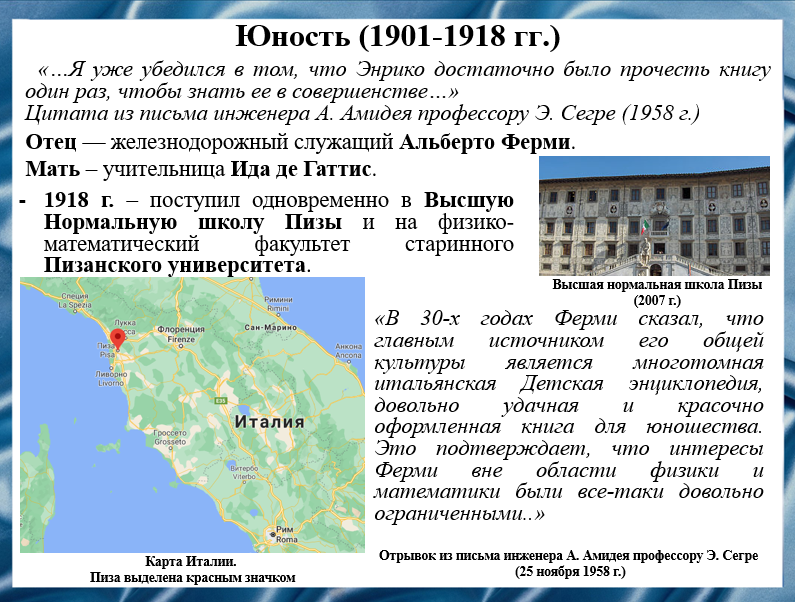 Юность (1901-1918 гг.)
«…Я уже убедился в том, что Энрико достаточно было прочесть книгу
один раз, чтобы знать ее в совершенстве…»
Цитата из письма инженера А. Амидея профессору Э. Сегре (1958 г.)
Отец — железнодорожный служащий Альберто Ферми.
Мать – учительница Ида де Гаттис.
- 1918 г. – поступил одновременно в Высшую
Нормальную школу Пизы и на физико-
математический факультет старинного
Пизанского университета.
Высшая нормальная школа Пизы
(2007 г.)
Специя
La Spezia
Римини
Rimini
Лукка
Lucca
Флоренция
Firenze
Сан-Марино
Пиза
Pisa
Анкона
Ancona
Ливорно
Livorno
E35
Италия
Гроссето
Grosseto
Витербо
Viterbo
Рим
Roma
Карта Италии.
Пиза выделена красным значком
«В 30-х годах Ферми сказал, что
главным источником его общей
культуры является многотомная
итальянская Детская энциклопедия,
довольно удачная и красочно
оформленная книга для юношества.
Это подтверждает, что интересы
Ферми вне области физики и
математики были все-таки довольно
ограниченными..»
Отрывок из письма инженера А. Амидея профессору Э. Сегре
(25 ноября 1958 г.)